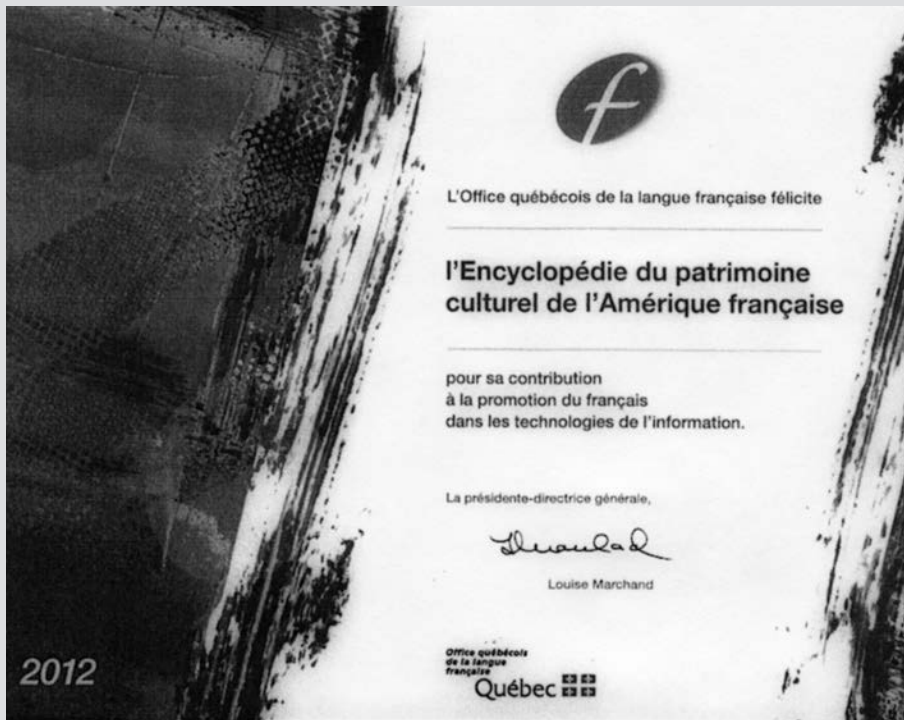 f
L'Office québécois de la langue française félicite
l'Encyclopédie du patrimoine
culturel de l'Amérique française
pour sa contribution
à la promotion du français
dans les technologies de l'information.
La présidente-directrice générale,
Louise Marchand
2012
Office québécois
de la langue
française
Québec